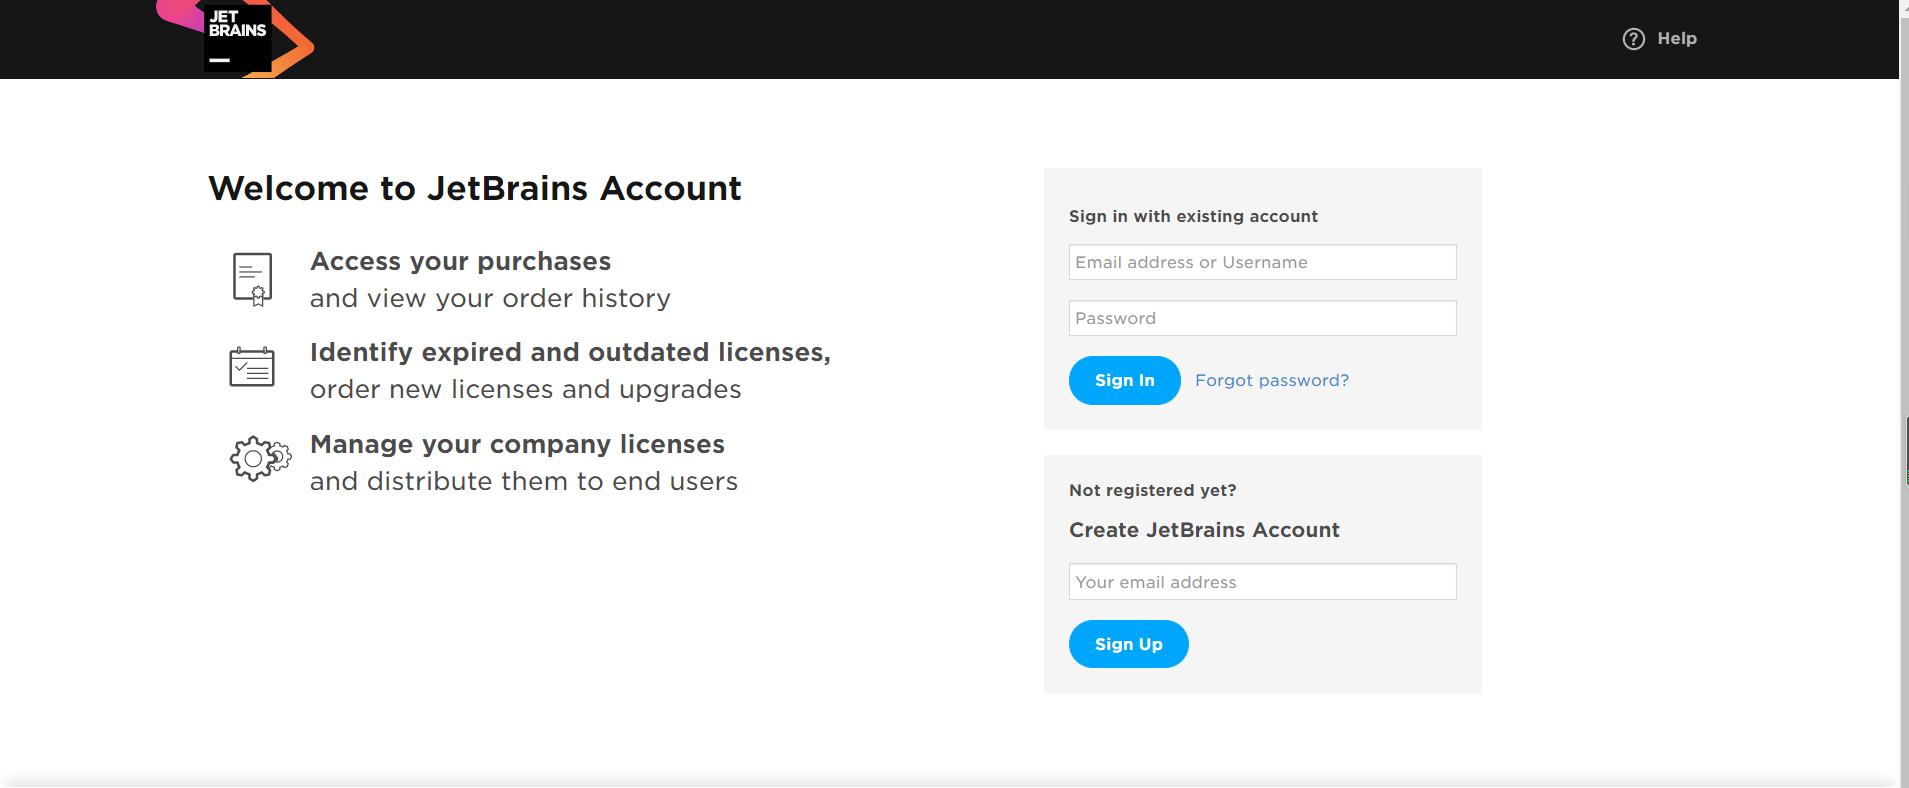 JET
BRAINS
Help
Welcome to JetBrains Account
Access your purchases
and view your order history
Identify expired and outdated licenses,
order new licenses and upgrades
Manage your company licenses
and distribute them to end users
Sign in with existing account
Email address or Username
Password
Sign In Forgot password?
Not registered yet?
Create JetBrains Account
Your email address
Sign Up